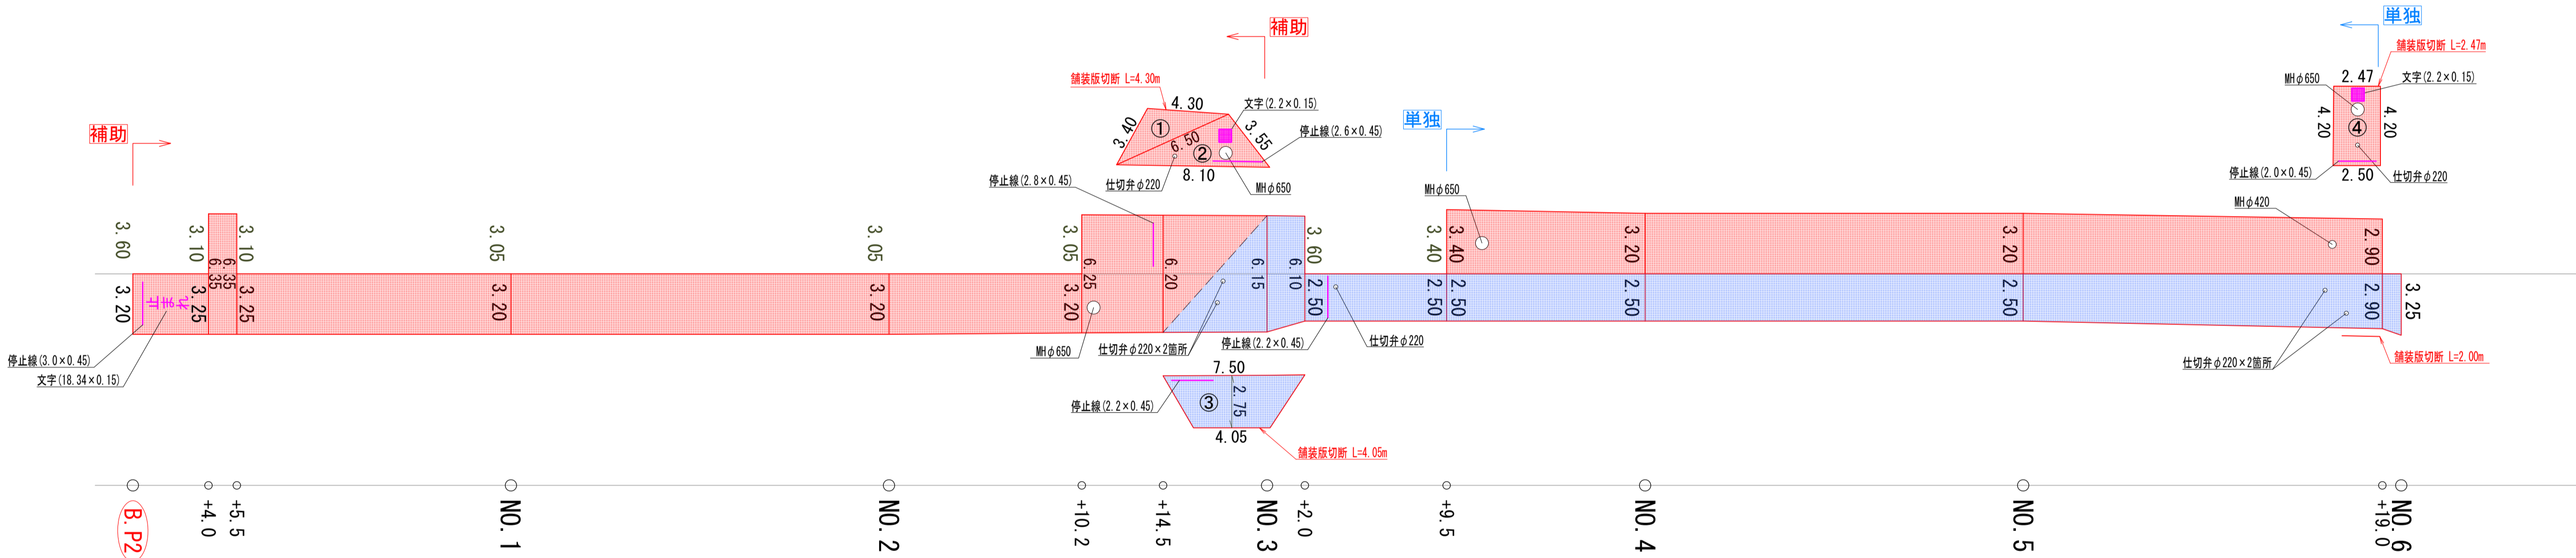 補助
単独
舗装版切断 L=2.47m
MHφ650
2.47
文字(2.2×0.15)
4.20
④
4.20
停止線(2.0×0.45)
2.50
仕切弁φ220
舗装版切断 L=4.30m
4.30
文字(2.2×0.15)
3.40
①
6.50
②
3.55
停止線(2.6×0.45)
仕切弁φ220
8.10
MHφ650
補助
単独
停止線(2.8×0.45)
MHφ650
MHφ420
3.60
3.10
3.10
3.05
3.05
3.05
3.60
3.40
3.40
3.20
3.20
2.90
6.35
6.35
6.25
6.20
6.15
6.10
3.20
止まれ
3.25
3.25
3.20
3.20
3.20
2.50
2.50
2.50
2.50
2.50
2.90
3.25
停止線(3.0×0.45)
文字(18.34×0.15)
MHφ650
仕切弁φ220×2箇所
停止線(2.2×0.45)
仕切弁φ220
仕切弁φ220×2箇所
舗装版切断 L=2.00m
7.50
停止線(2.2×0.45)
③
2.75
4.05
舗装版切断 L=4.05m
B.P2
+4.0
+5.5
NO.1
NO.2
+10.2
+14.5
NO.3
+2.0
+9.5
NO.4
NO.5
+19.0
NO.6